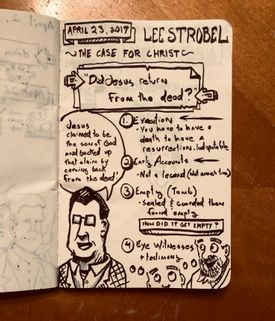 APRIL 23, 2017
LEE STROBEL
~ THE CASE FOR CHRIST ~
"Did Jesus return
from the dead?"
Jesus
claimed to be
the son of God
and backed up
that claim by
coming back
from the dead"
1. Execution
- You have to have a
death to have a
resurrection. Indisputable
2. Early Accounts
- Not a legend (not enough time)
3 Empty (Tomb)
- Sealed & guarded then
found empty
HOW DID IT GET EMPTY?
4 Eye Witnesses
- testimony